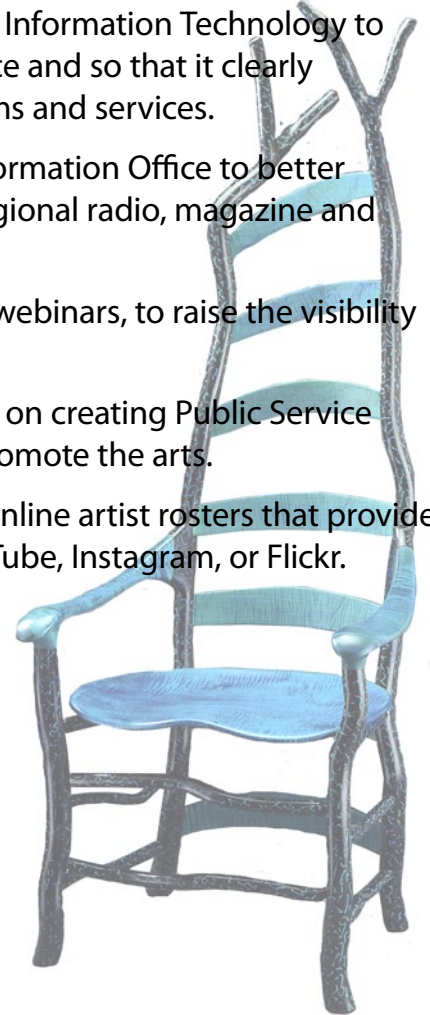 Information Technology to
te and so that it clearly
ns and services.
ormation Office to better
gional radio, magazine and
webinars, to raise the visibility
on creating Public Service
omote the arts.
nline artist rosters that provide
Tube, Instagram, or Flickr.